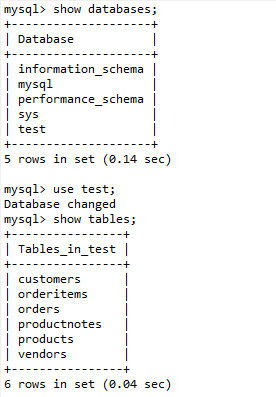 mysql> show databases;
+--------------------+
| Database           |
+--------------------+
| information_schema |
| mysql              |
| performance_schema |
| sys                |
| test               |
+--------------------+
5 rows in set (0.14 sec)

mysql> use test;
Database changed
mysql> show tables;
+----------------+
| Tables_in_test |
+----------------+
| customers      |
| orderitems     |
| orders         |
| productnotes   |
| products       |
| vendors        |
+----------------+
6 rows in set (0.04 sec)